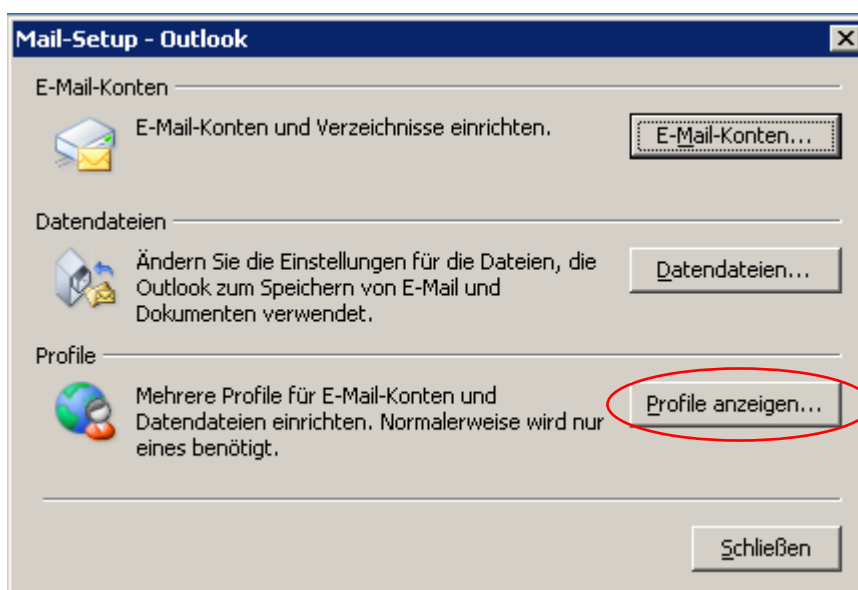 Mail-Setup - Outlook
E-Mail-Konten
E-Mail-Konten und Verzeichnisse einrichten.
E-Mail-Konten...
Datendateien
Ändern Sie die Einstellungen für die Dateien, die
Outlook zum Speichern von E-Mail und
Dokumenten verwendet.
Datendateien...
Profile
Mehrere Profile für E-Mail-Konten und
Datendateien einrichten. Normalerweise wird nur
eines benötigt.
Profile anzeigen...
Schließen